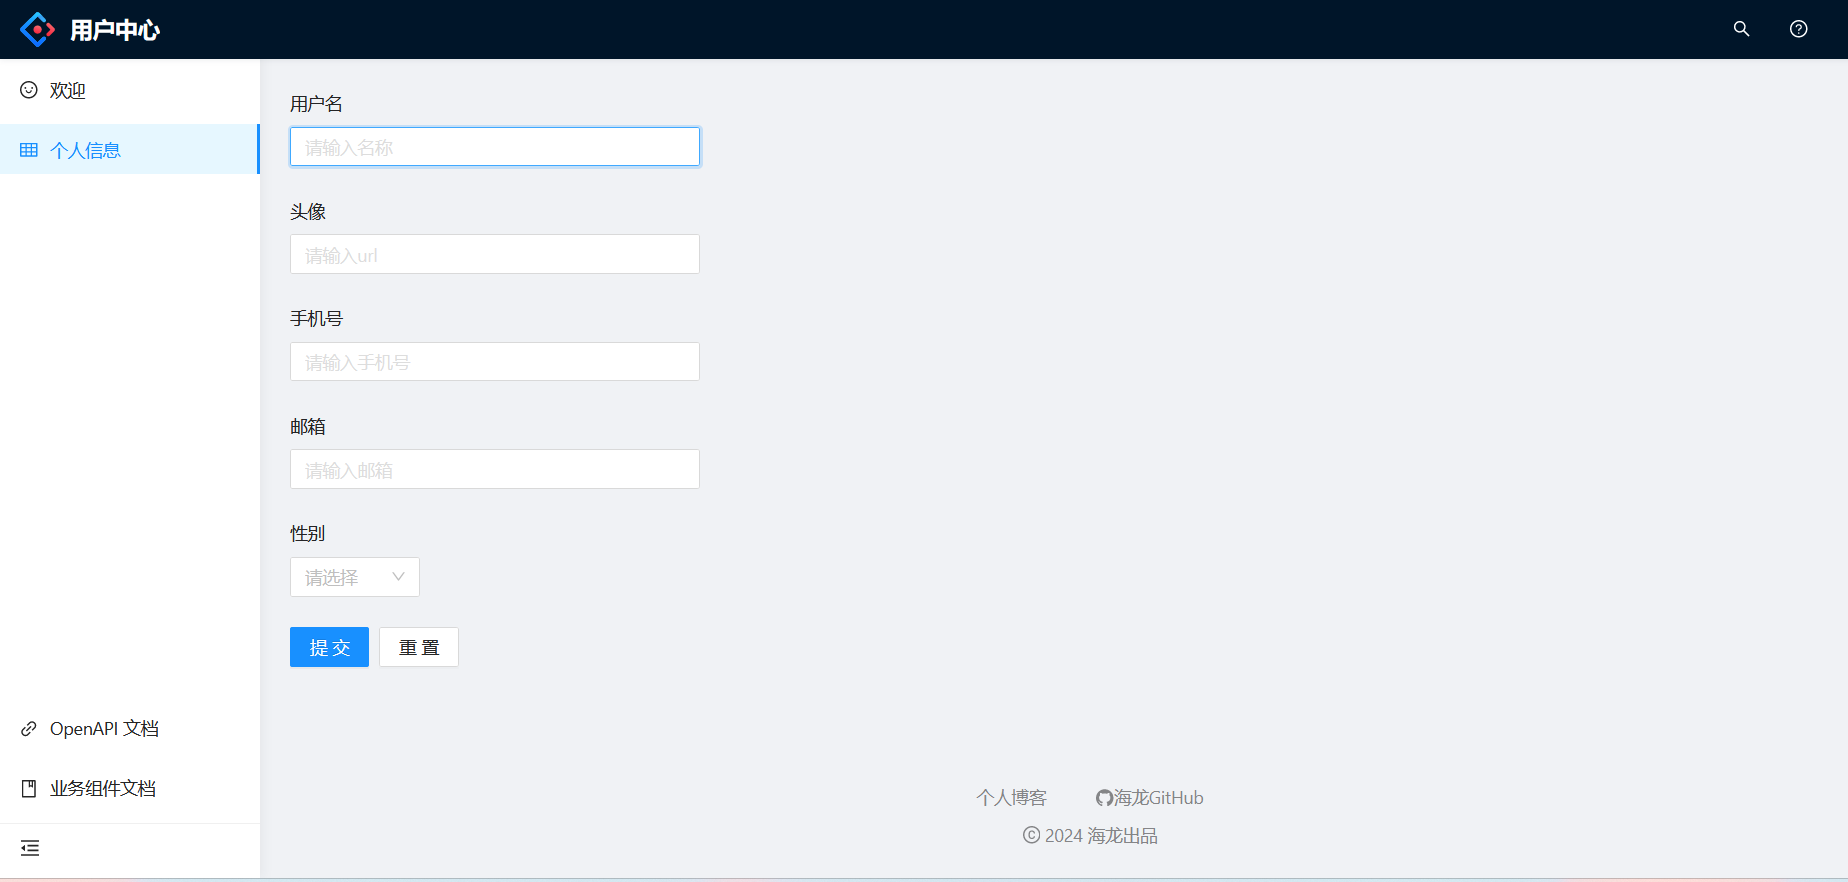 用户中心
欢迎
个人信息
用户名
请输入名称
头像
请输入url
手机号
请输入手机号
邮箱
请输入邮箱
性别
请选择
提交 重置
OpenAPI 文档
业务组件文档
个人博客 海龙GitHub
© 2024 海龙出品